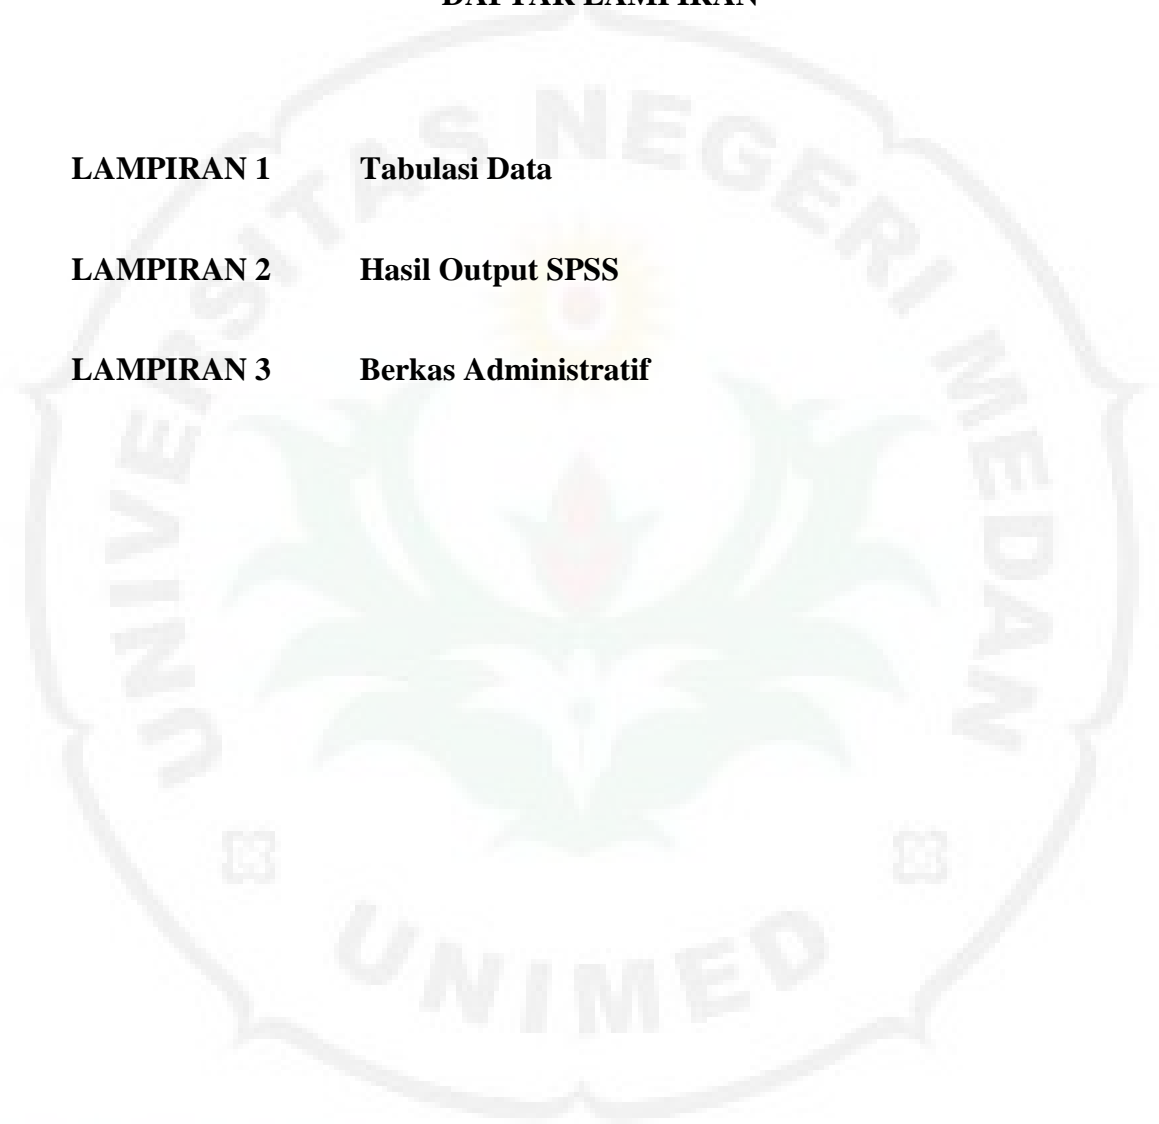 DAFTAR LAMPIRAN
LAMPIRAN 1 Tabulasi Data
LAMPIRAN 2 Hasil Output SPSS
LAMPIRAN 3 Berkas Administratif
UNIVERSITAS NEGERI MEDAN
UNIMED